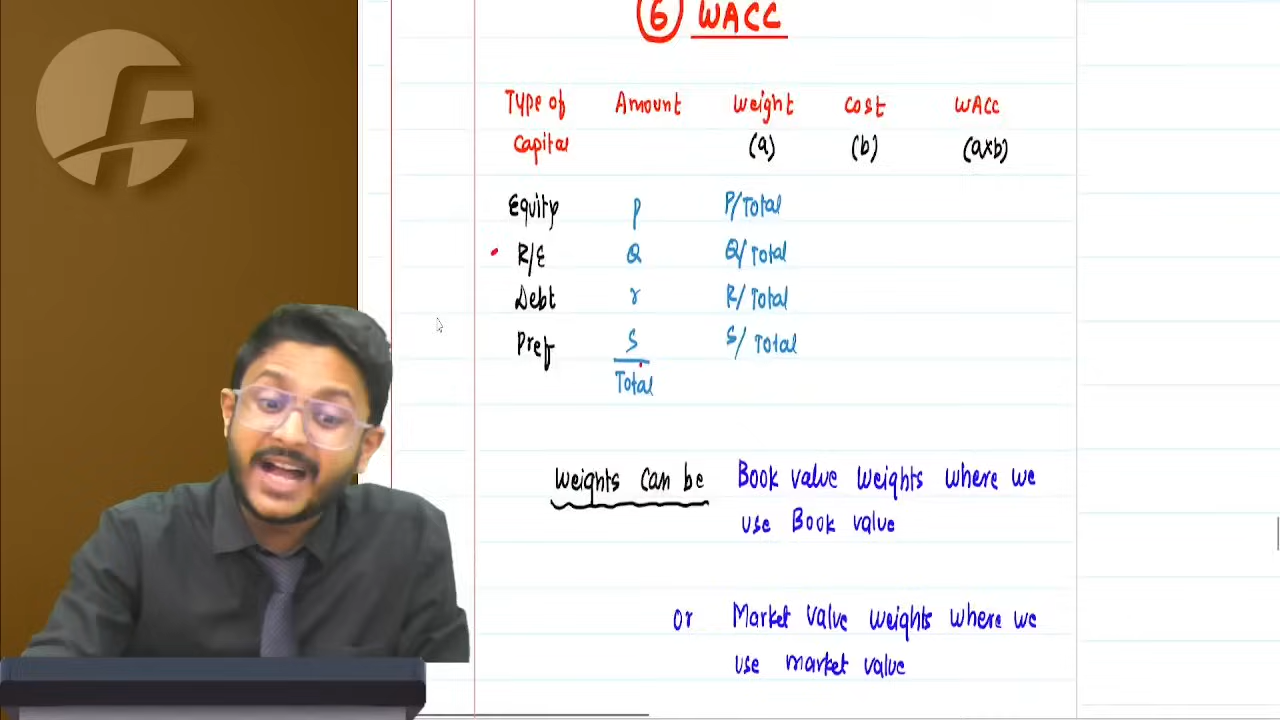 6 WACC
Type of Capital Amount Weight (a) Cost (b) WACC (axb)
Equity P P/Total
R/E Q Q/Total
Debt r R/Total
Pref S S/Total
Total
Weights can be Book value weights where we
use Book value
Or Market value weights where we
use market value